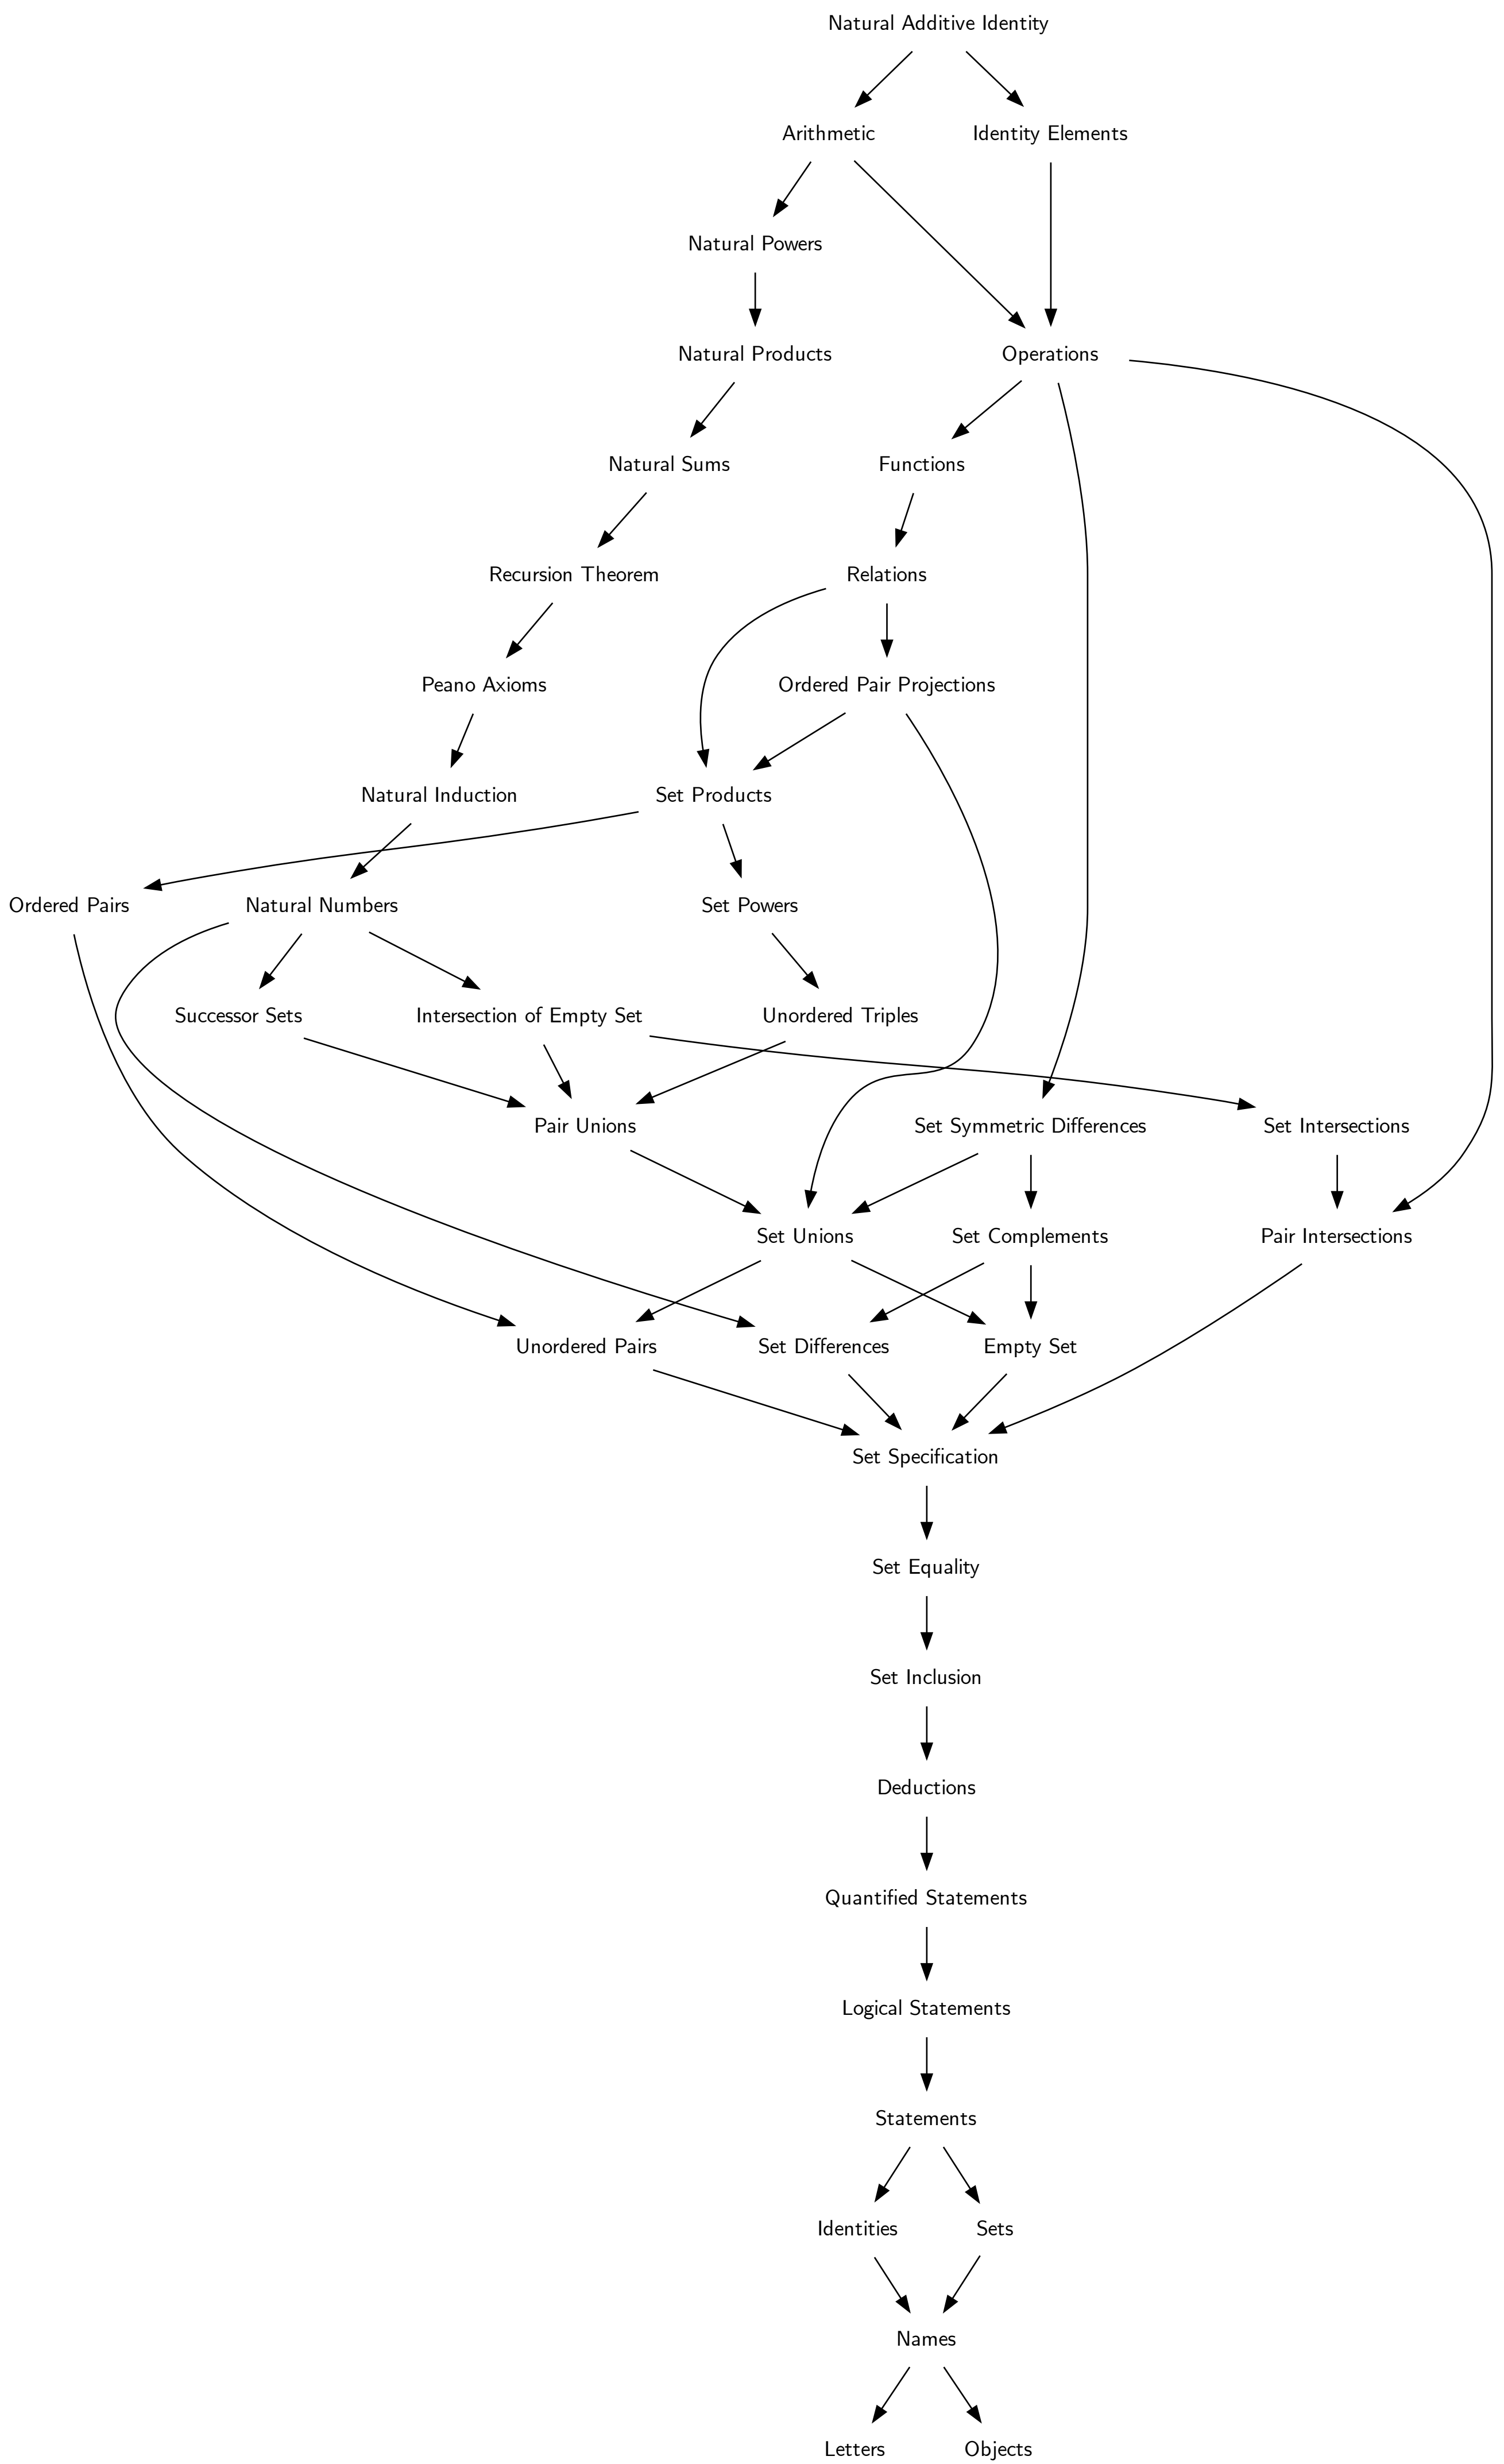 Natural Additive Identity
Arithmetic
Identity Elements
Natural Powers
Natural Products
Operations
Natural Sums
Functions
Recursion Theorem
Relations
Peano Axioms
Ordered Pair Projections
Natural Induction
Set Products
Ordered Pairs
Natural Numbers
Set Powers
Successor Sets
Intersection of Empty Set
Unordered Triples
Pair Unions
Set Symmetric Differences
Set Intersections
Set Unions
Set Complements
Pair Intersections
Unordered Pairs
Set Differences
Empty Set
Set Specification
Set Equality
Set Inclusion
Deductions
Quantified Statements
Logical Statements
Statements
Identities
Sets
Names
Letters
Objects